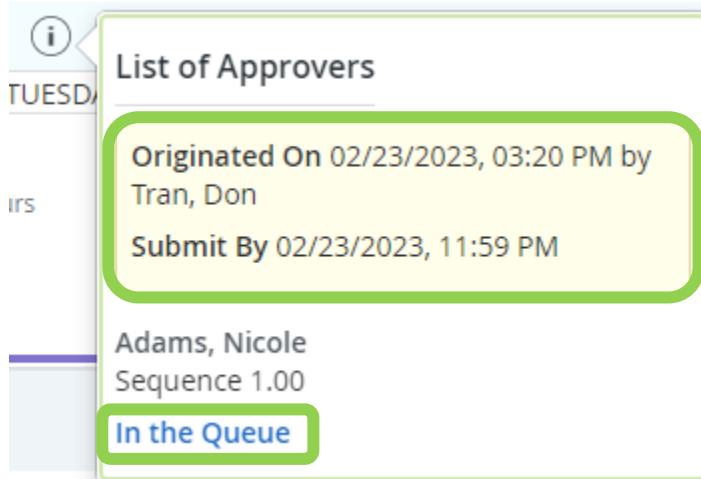 i
List of Approvers
TUESDA
Originated On 02/23/2023, 03:20 PM by
Tran, Don
urs
Submit By 02/23/2023, 11:59 PM
Adams, Nicole
Sequence 1.00
In the Queue